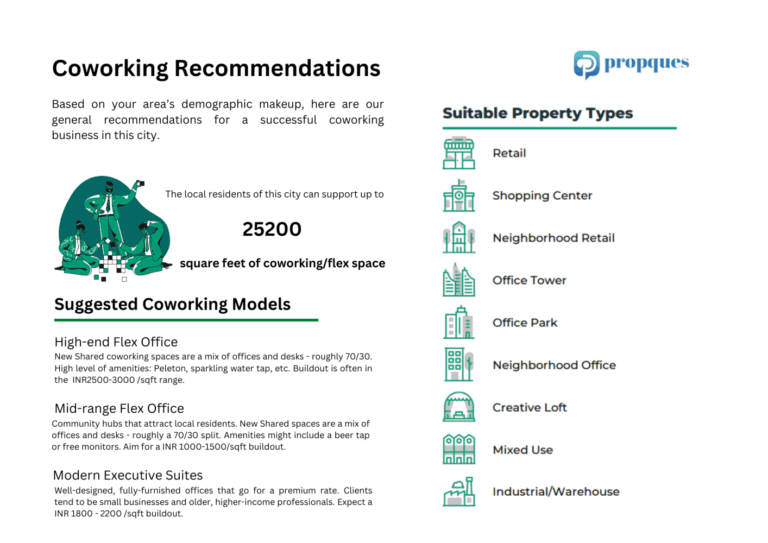 Coworking Recommendations
Based on your area's demographic makeup, here are our
general recommendations for a successful coworking
business in this city.
The local residents of this city can support up to
25200
square feet of coworking/flex space
Suggested Coworking Models
High-end Flex Office
New Shared coworking spaces are a mix of offices and desks - roughly 70/30.
High level of amenities: Peleton, sparkling water tap, etc. Buildout is often in
the INR2500-3000 /sqft range.
Mid-range Flex Office
Community hubs that attract local residents. New Shared spaces are a mix of
offices and desks - roughly a 70/30 split. Amenities might include a beer tap
or free monitors. Aim for a INR 1000-1500/sqft buildout.
Modern Executive Suites
Well-designed, fully-furnished offices that go for a premium rate. Clients
tend to be small businesses and older, higher-income professionals. Expect a
INR 1800 - 2200 /sqft buildout.
propques
Suitable Property Types
Retail
Shopping Center
Neighborhood Retail
Office Tower
Office Park
Neighborhood Office
Creative Loft
Mixed Use
Industrial/Warehouse